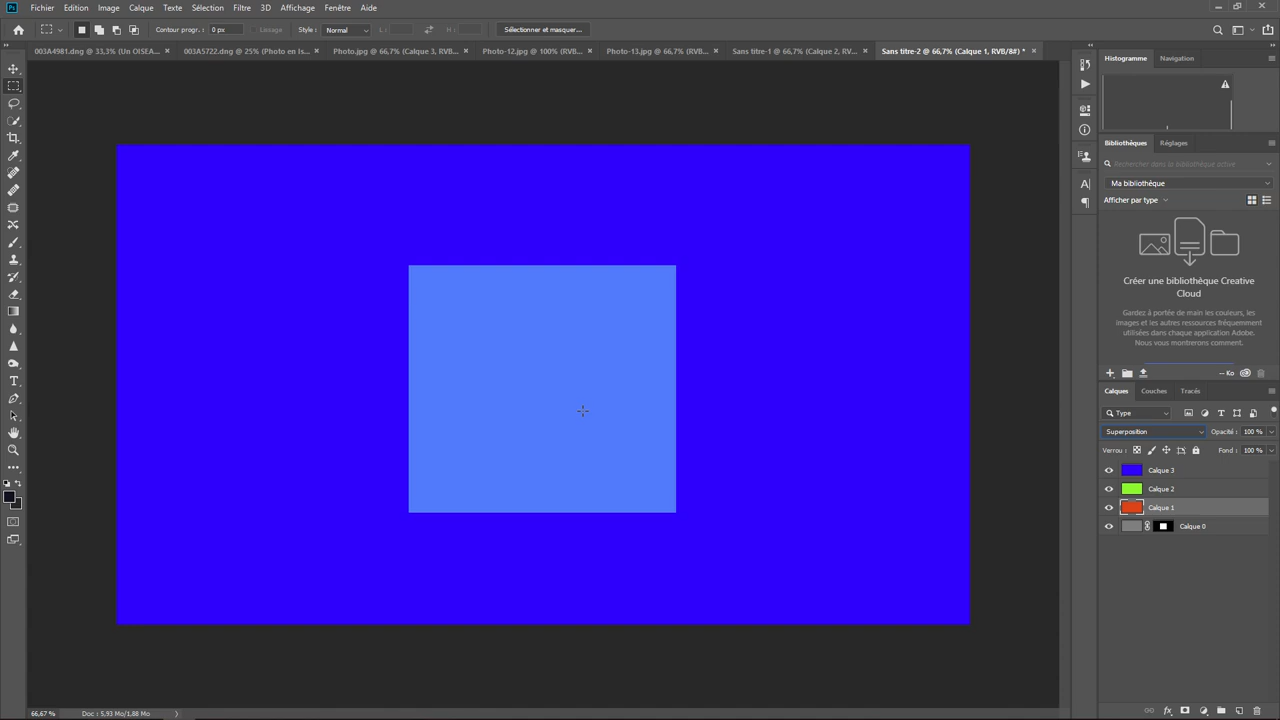 Ps Fichier Edition Image Calque Texte Sélection Filtre 3D Affichage Fenêtre Aide
Contour progr. : 0 px Lissage Style : Normal L : H : Sélectionner et masquer...
003A4981.dng @ 33,3% (Un OISEA... × 003A5722.dng @ 25% (Photo en Is... × Photo.jpg @ 66,7% (Calque 3, RVB/8... × Photo-12.jpg @ 100% (RVB... × Photo-13.jpg @ 66,7% (RVB... × Sans titre-1 @ 66,7% (Calque 2, RV... × Sans titre-2 @ 66,7% (Calque 1, RVB/8#) * ×
Histogramme Navigation
Bibliothèques Réglages
Rechercher dans la bibliothèque active
Ma bibliothèque
Afficher par type
Créer une bibliothèque Creative
Cloud
Gardez à portée de main les couleurs, les
images et les autres ressources fréquemment
utilisées dans chaque application Adobe.
Nous vous montrerons comment.
-- Ko
Calques Couches Tracés
Type
Superposition Opacité : 100 %
Verrou : Fond : 100 %
Calque 3
Calque 2
Calque 1
Calque 0
66,67 % Doc : 5,93 Mo/1,88 Mo